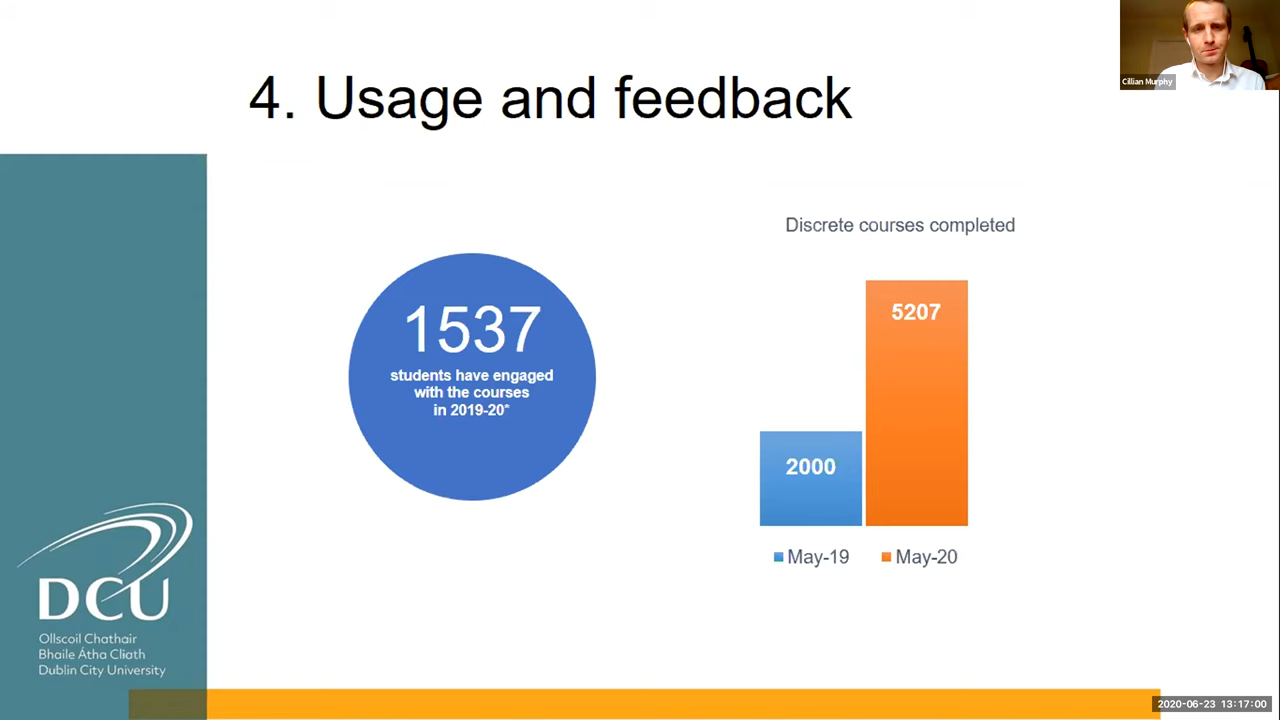 4. Usage and feedback
Cillian Murphy
1537
students have engaged
with the courses
in 2019-20*
Discrete courses completed
5207
2000
May-19 May-20
DCU
Ollscoil Chathair
Bhaile Átha Cliath
Dublin City University
2020-06-23 13:17:00